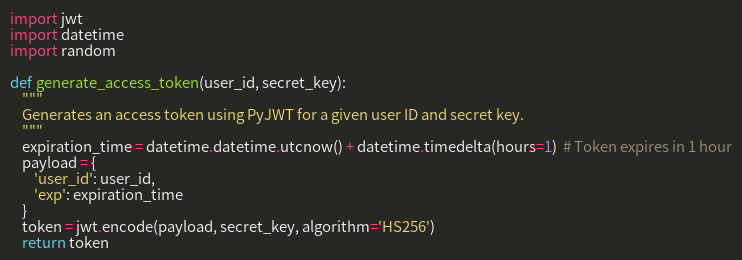 import jwt
import datetime
import random

def generate_access_token(user_id, secret_key):
    """
    Generates an access token using PyJWT for a given user ID and secret key.
    """
    expiration_time = datetime.datetime.utcnow() + datetime.timedelta(hours=1)  # Token expires in 1 hour
    payload = {
        'user_id': user_id,
        'exp': expiration_time
    }
    token = jwt.encode(payload, secret_key, algorithm='HS256')
    return token